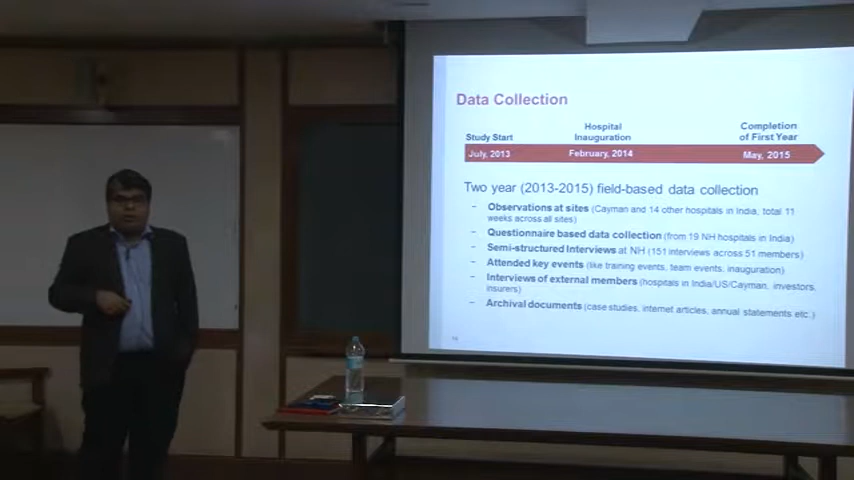 Data Collection
Study Start
Hospital
Inauguration
Completion
of First Year
July, 2013
February, 2014
May, 2015
Two year (2013-2015) field-based data collection
– Observations at sites (Cayman and 14 other hospitals in India, total 11
weeks across all sites)
– Questionnaire based data collection (from 19 NH hospitals in India)
– Semi-structured Interviews at NH (151 interviews across 51 members)
– Attended key events (like training events, team events, inauguration)
– Interviews of external members (hospitals in India/US/Cayman, investors,
insurers)
– Archival documents (case studies, internet articles, annual statements etc.)